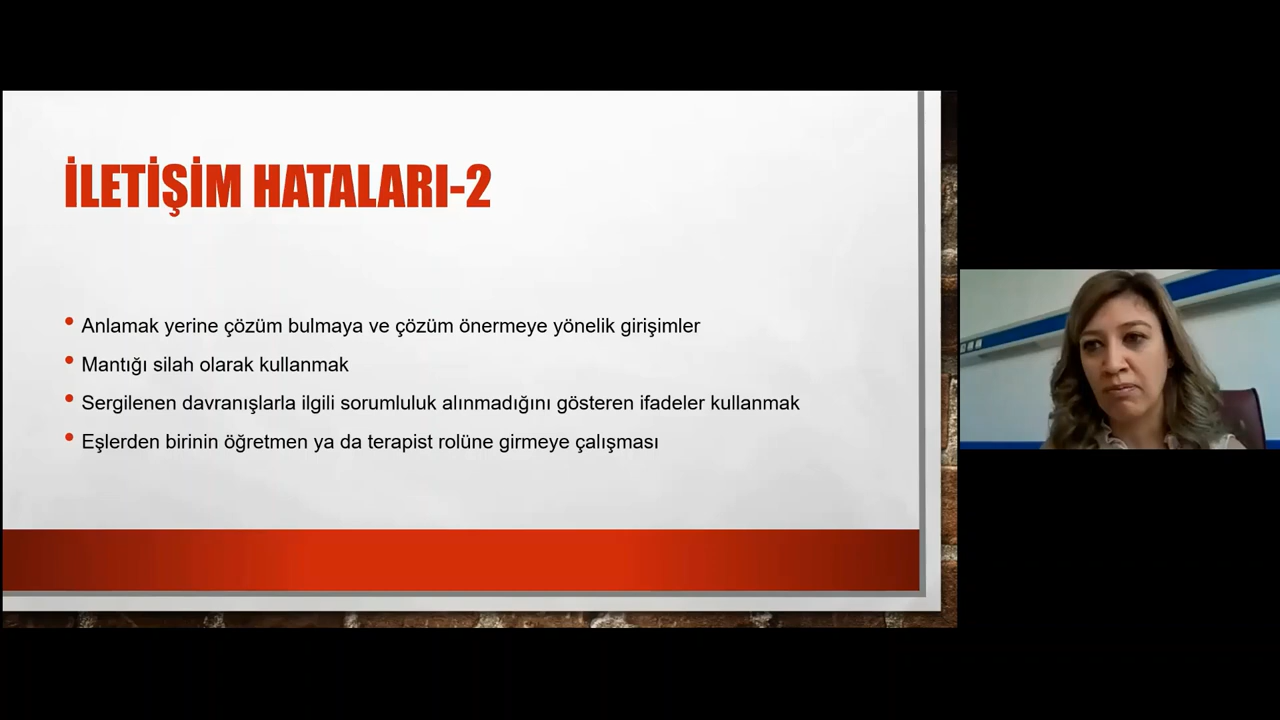 İLETİŞİM HATALARI-2
Anlamak yerine çözüm bulmaya ve çözüm önermeye yönelik girişimler
Mantığı silah olarak kullanmak
Sergilenen davranışlarla ilgili sorumluluk alınmadığını gösteren ifadeler kullanmak
Eşlerden birinin öğretmen ya da terapist rolüne girmeye çalışması